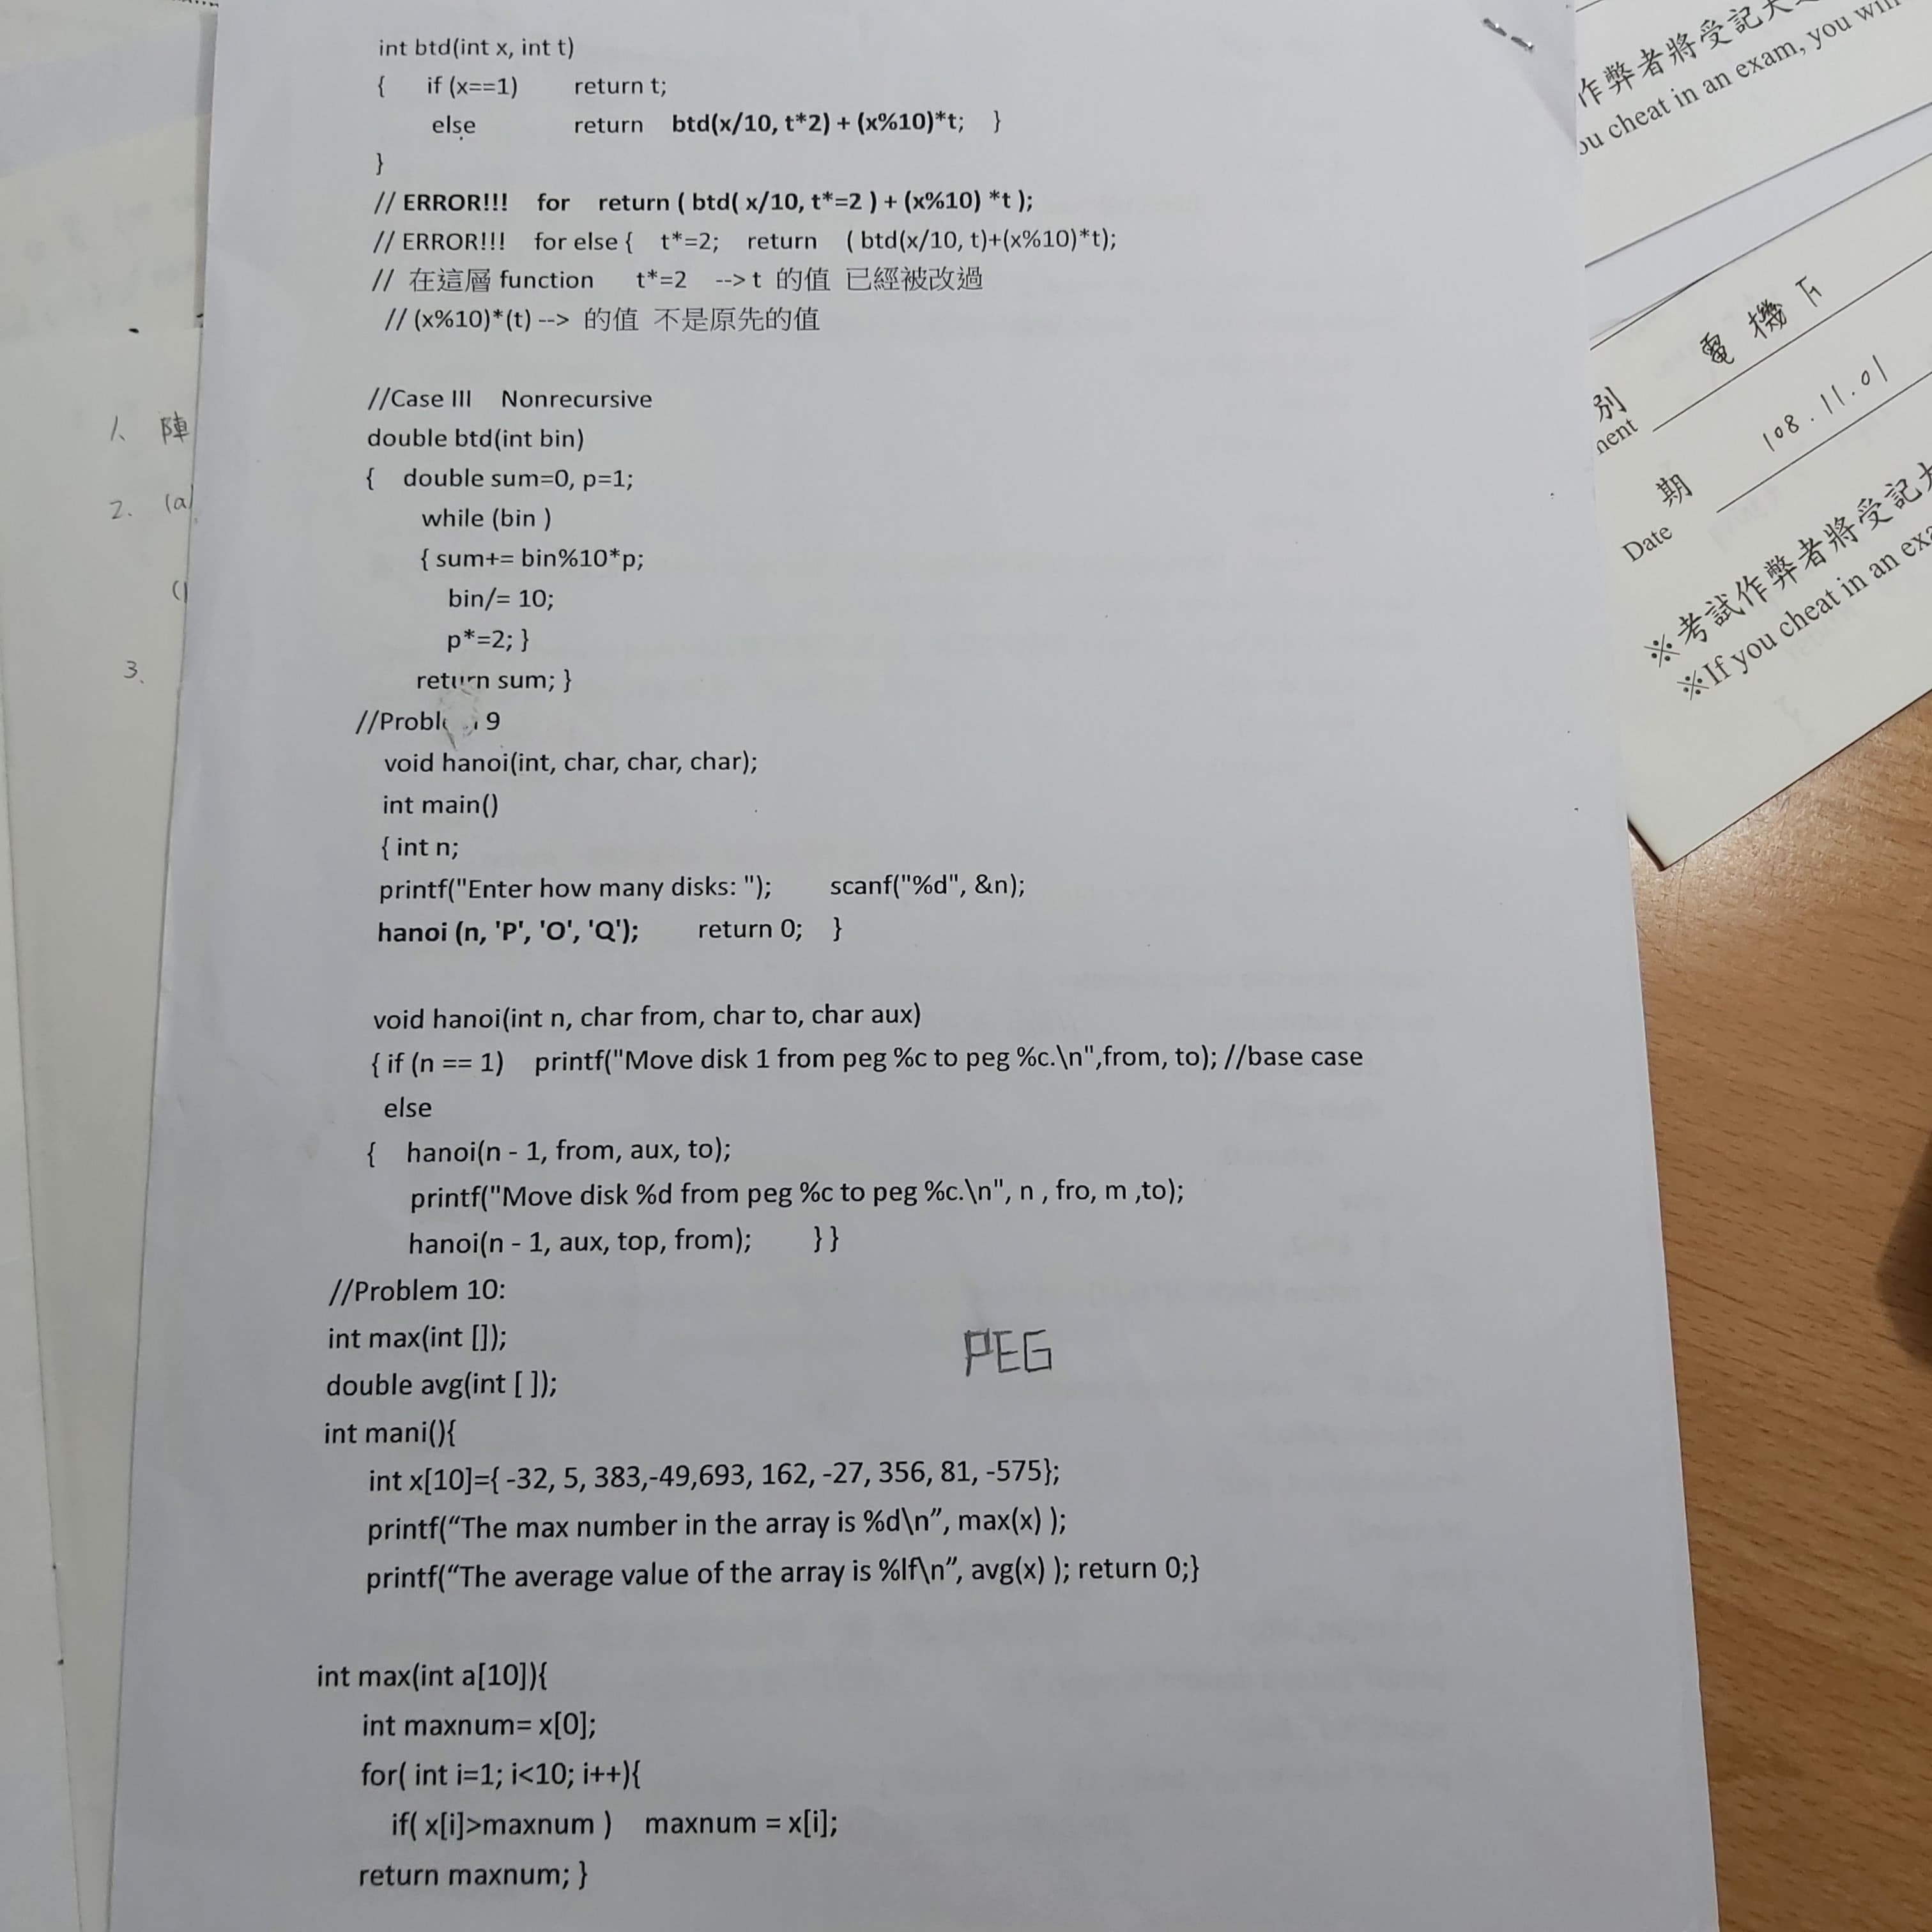 int btd(int x, int t)
{ if (x==1) return t;
else return btd(x/10, t*2) + (x%10)*t; }
}
// ERROR!!! for return ( btd( x/10, t*=2 ) + (x%10) *t );
// ERROR!!! for else { t*=2; return ( btd(x/10, t)+(x%10)*t);
// 在這層 function t*=2 -->t 的值 已經被改過
// (x%10)*(t) --> 的值 不是原先的值
//Case III Nonrecursive
double btd(int bin)
{ double sum=0, p=1;
while (bin )
{ sum+= bin%10*p;
bin/= 10;
p*=2; }
return sum; }
//Problem 9
void hanoi(int, char, char, char);
int main()
{ int n;
printf("Enter how many disks: "); scanf("%d", &n);
hanoi (n, 'P', 'O', 'Q'); return 0; }
void hanoi(int n, char from, char to, char aux)
{ if (n == 1) printf("Move disk 1 from peg %c to peg %c.\n",from, to); //base case
else
{ hanoi(n - 1, from, aux, to);
printf("Move disk %d from peg %c to peg %c.\n", n , fro, m ,to);
hanoi(n - 1, aux, top, from); } }
//Problem 10:
int max(int []);
double avg(int [ ]);
int mani(){
int x[10]={ -32, 5, 383,-49,693, 162, -27, 356, 81, -575};
printf(“The max number in the array is %d\n”, max(x) );
printf(“The average value of the array is %lf\n”, avg(x) ); return 0;}
int max(int a[10]){
int maxnum= x[0];
for( int i=1; i<10; i++){
if( x[i]>maxnum ) maxnum = x[i];
return maxnum; }
PEG
1、陣
2. (a)
3、
作弊者將受記大
ou cheat in an exam, you will
別 電機系
ment
期 108.11.01
Date
※考試作弊者將受記大
※If you cheat in an exa